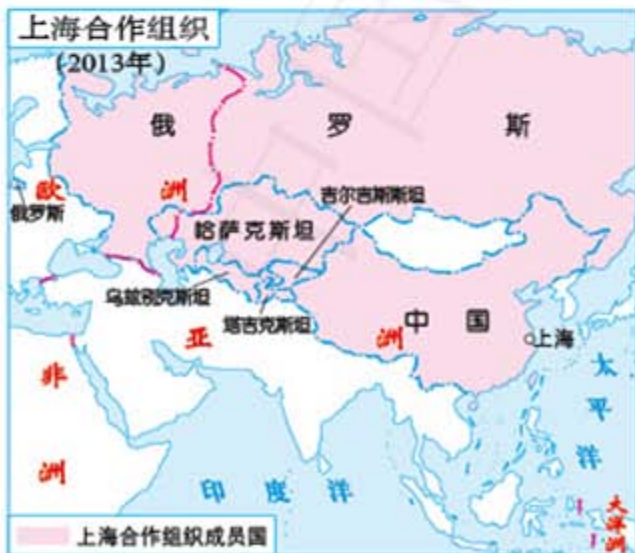 上海合作组织
(2013年)
俄 罗 斯
欧 洲
俄罗斯
吉尔吉斯斯坦
哈萨克斯坦
乌兹别克斯坦
塔吉克斯坦
中 国
亚 洲
上海
非
洲
太
平
洋
印 度 洋
大
洋
洲
上海合作组织成员国